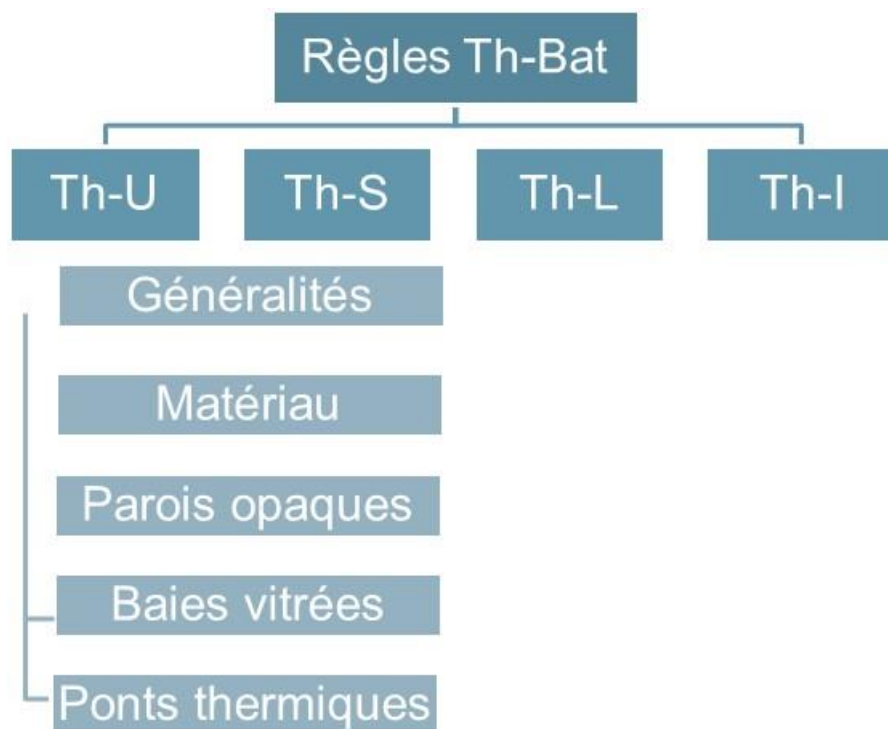 Règles Th-Bat
Th-U Th-S Th-L Th-I
Généralités
Matériau
Parois opaques
Baies vitrées
Ponts thermiques